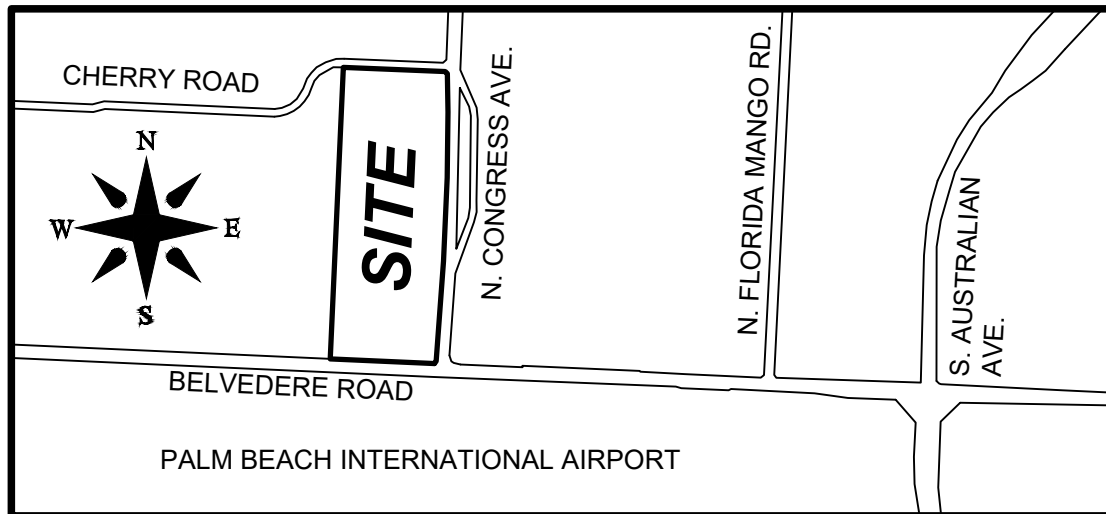 CHERRY ROAD
N
W
E
S
SITE
N. CONGRESS AVE.
N. FLORIDA MANGO RD.
S. AUSTRALIAN
AVE.
BELVEDERE ROAD
PALM BEACH INTERNATIONAL AIRPORT